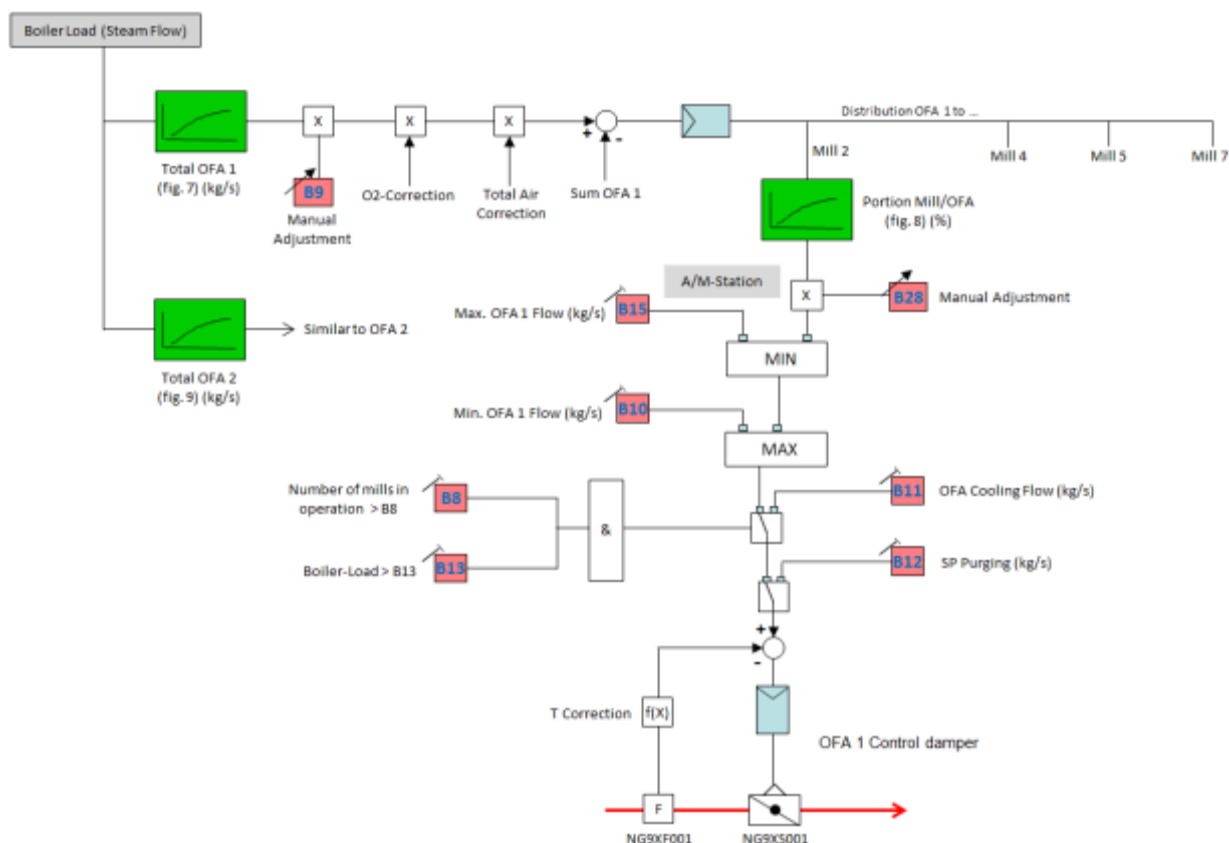 Boiler Load (Steam Flow)
Distribution OFA 1 to ...
X
X
X
+
-
Mill 2
Mill 4
Mill 5
Mill 7
Total OFA 1
(fig. 7) (kg/s)
B9
Manual
Adjustment
O2-Correction
Total Air
Correction
Sum OFA 1
Portion Mill/OFA
(fig. 8) (%)
A/M-Station
X
B28
Manual Adjustment
Max. OFA 1 Flow (kg/s)
B15
Similar to OFA 2
MIN
Total OFA 2
(fig. 9) (kg/s)
Min. OFA 1 Flow (kg/s)
B10
MAX
Number of mills in
operation > B8
B8
&
B11
OFA Cooling Flow (kg/s)
Boiler-Load > B13
B13
B12
SP Purging (kg/s)
+
-
T Correction
f(X)
OFA 1 Control damper
F
NG9XF001
NG9XS001